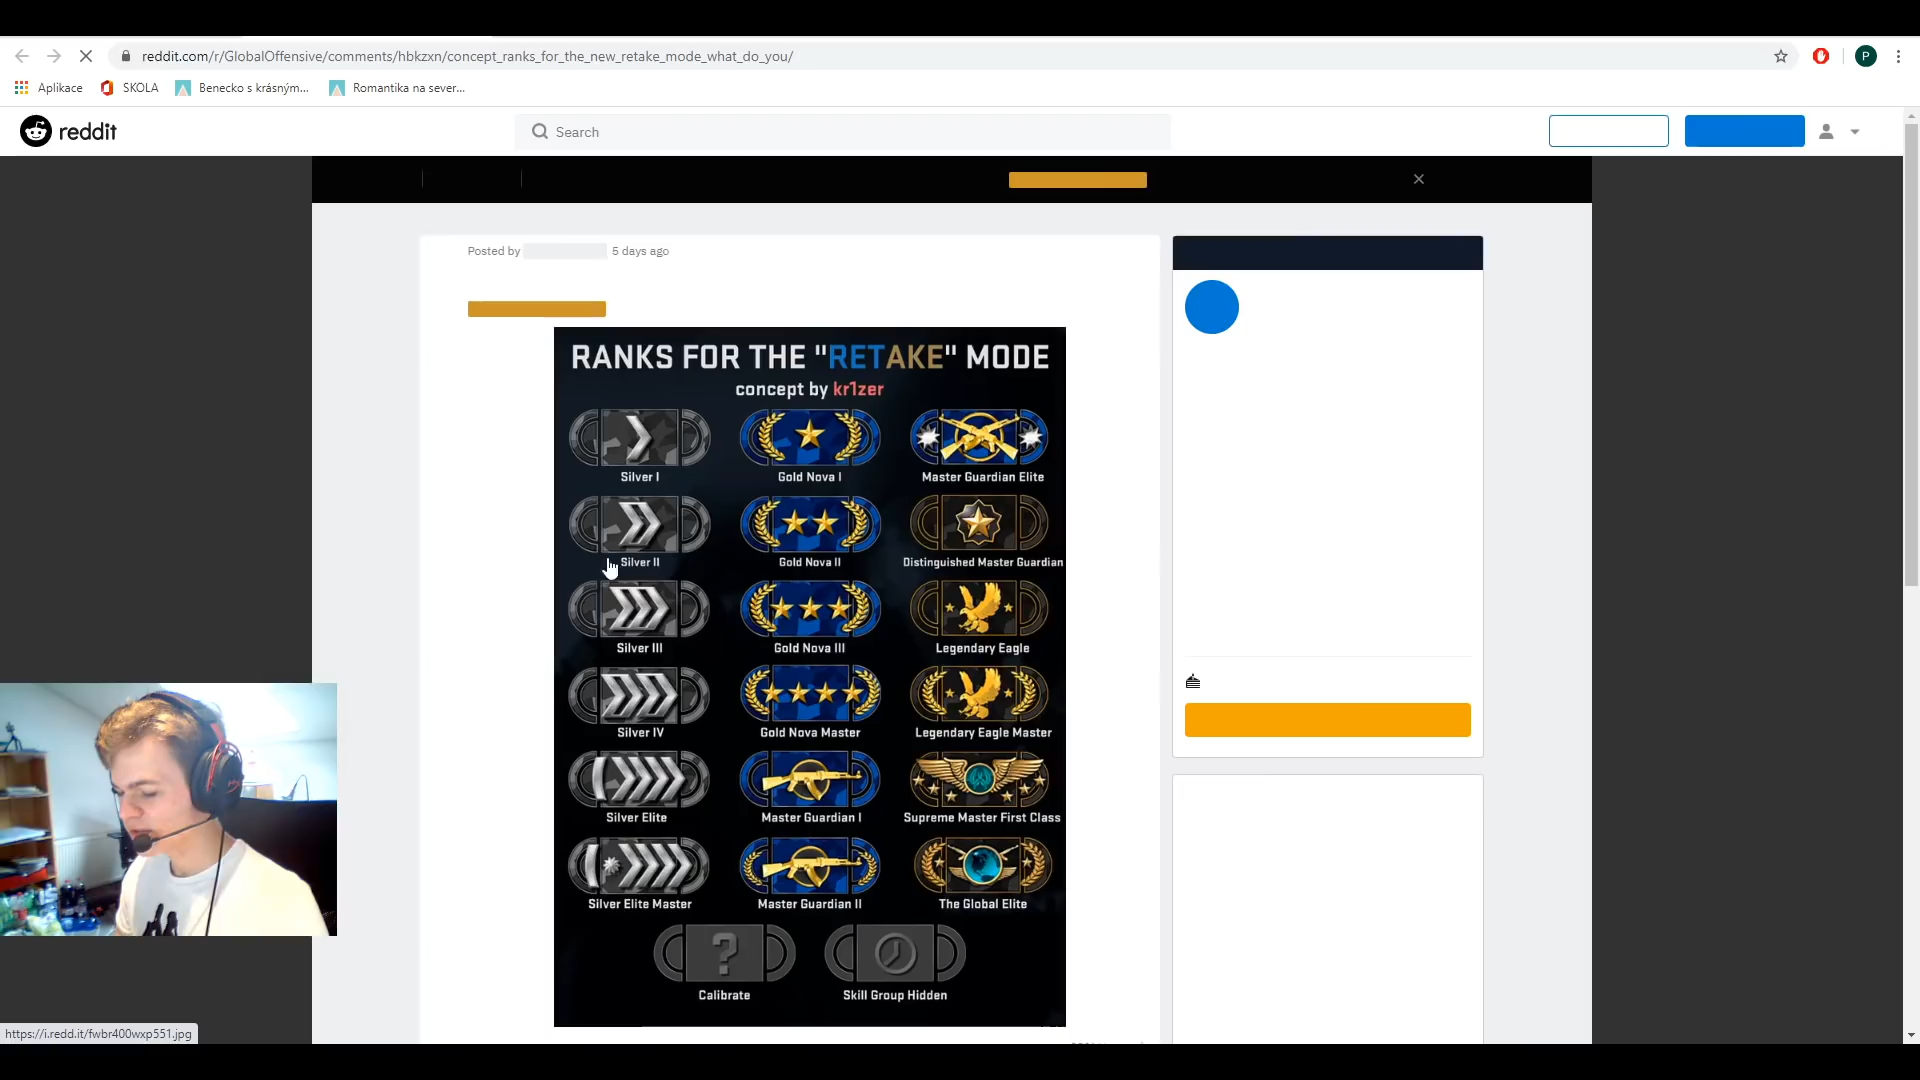 reddit.com/r/GlobalOffensive/comments/hbkzxn/concept_ranks_for_the_new_retake_mode_what_do_you/
P
Aplikace
SKOLA
Benecko s krásným...
Romantika na sever...
reddit
Search
Posted by
5 days ago
RANKS FOR THE "RETAKE" MODE
concept by kr1zer
Silver I
Gold Nova I
Master Guardian Elite
Silver II
Gold Nova II
Distinguished Master Guardian
Silver III
Gold Nova III
Legendary Eagle
Silver IV
Gold Nova Master
Legendary Eagle Master
Silver Elite
Master Guardian I
Supreme Master First Class
Silver Elite Master
Master Guardian II
The Global Elite
?
Calibrate
Skill Group Hidden
https://i.redd.it/fwbr400wxp551.jpg